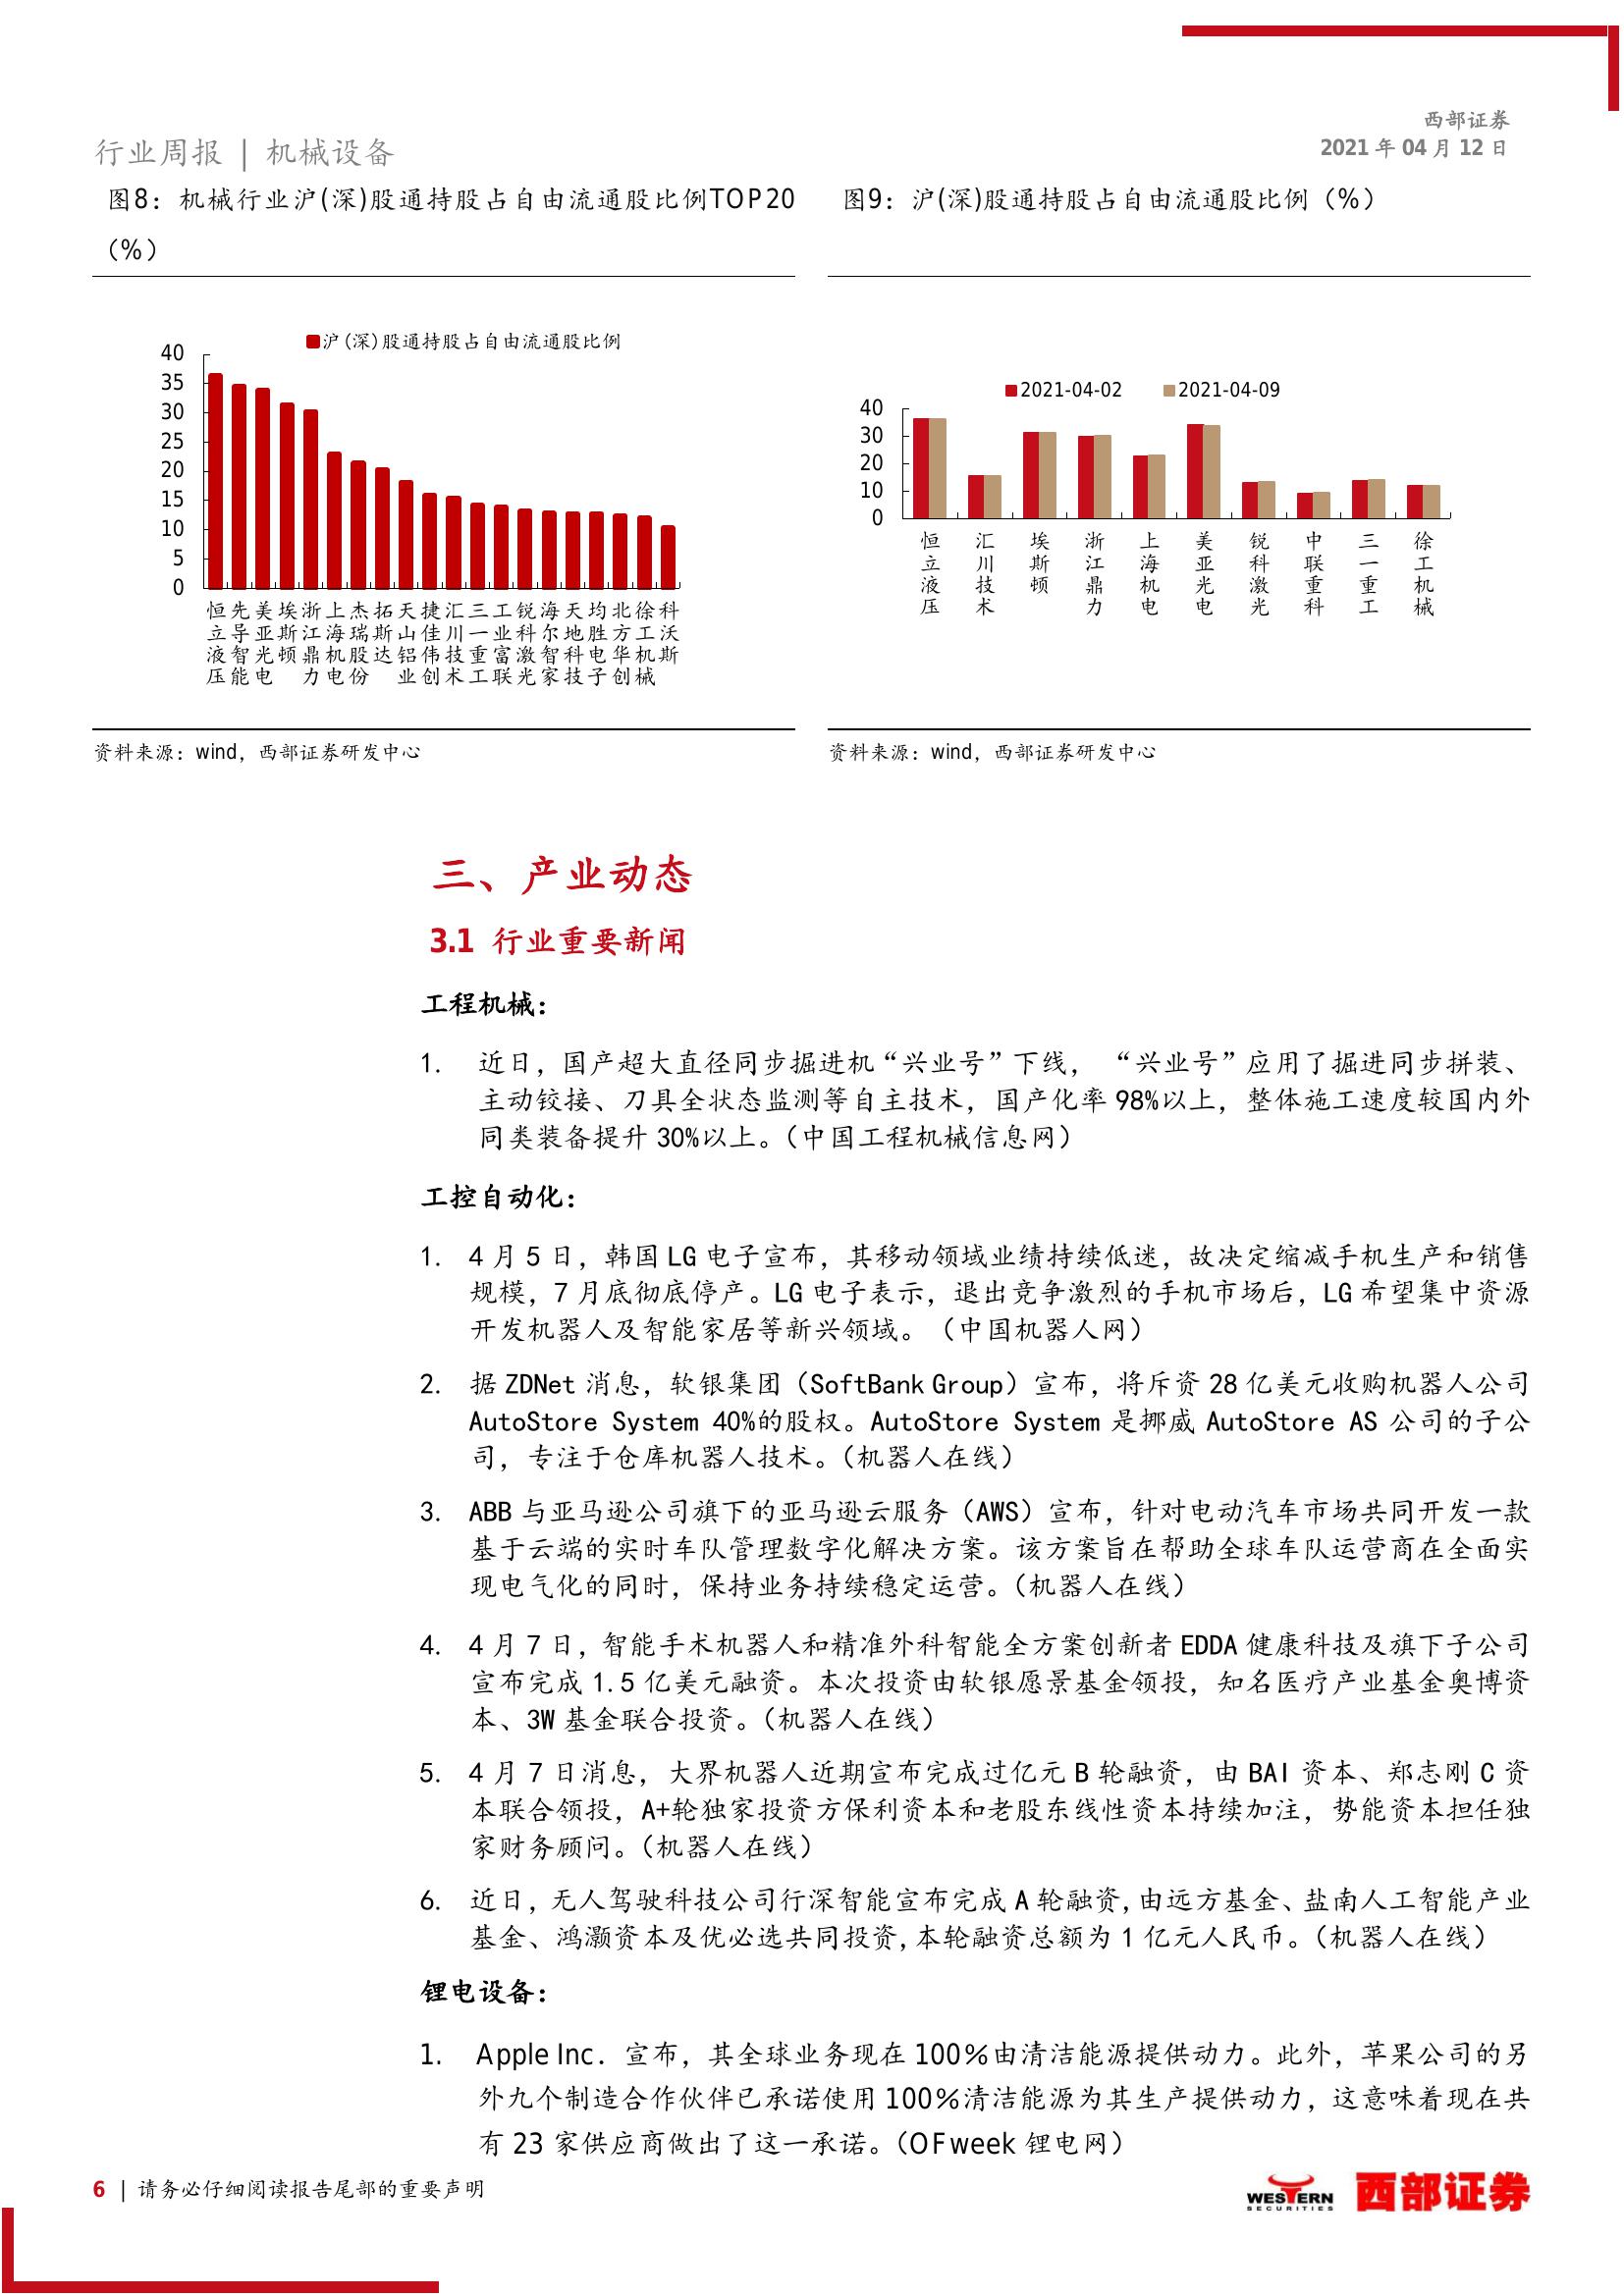 西部证券
行业周报 | 机械设备
2021 年 04 月 12 日
图8：机械行业沪(深)股通持股占自由流通股比例TOP20
（%）
沪(深)股通持股占自由流通股比例
40
35
30
25
20
15
10
5
0
恒立液压
先导智能
美亚光电
埃斯顿
浙江鼎力
上海机电
杰瑞股份
拓斯达
天山铝业
捷佳伟创
汇川技术
三一重工
工业富联
锐科激光
海尔智家
天地科技
均胜电子
北方华创
徐工机械
科沃斯
资料来源：wind，西部证券研发中心
图9：沪(深)股通持股占自由流通股比例（%）
2021-04-02 2021-04-09
40
30
20
10
0
恒立液压
汇川技术
埃斯顿
浙江鼎力
上海机电
美亚光电
锐科激光
中联重科
三一重工
徐工机械
资料来源：wind，西部证券研发中心
三、产业动态
3.1 行业重要新闻
工程机械：
1. 近日，国产超大直径同步掘进机“兴业号”下线， “兴业号”应用了掘进同步拼装、
主动铰接、刀具全状态监测等自主技术，国产化率 98%以上，整体施工速度较国内外
同类装备提升 30%以上。（中国工程机械信息网）
工控自动化：
1. 4 月 5 日，韩国 LG 电子宣布，其移动领域业绩持续低迷，故决定缩减手机生产和销售
规模，7 月底彻底停产。LG 电子表示，退出竞争激烈的手机市场后，LG 希望集中资源
开发机器人及智能家居等新兴领域。（中国机器人网）
2. 据 ZDNet 消息，软银集团（SoftBank Group）宣布，将斥资 28 亿美元收购机器人公司
AutoStore System 40%的股权。AutoStore System 是挪威 AutoStore AS 公司的子公
司，专注于仓库机器人技术。（机器人在线）
3. ABB 与亚马逊公司旗下的亚马逊云服务（AWS）宣布，针对电动汽车市场共同开发一款
基于云端的实时车队管理数字化解决方案。该方案旨在帮助全球车队运营商在全面实
现电气化的同时，保持业务持续稳定运营。（机器人在线）
4. 4 月 7 日，智能手术机器人和精准外科智能全方案创新者 EDDA 健康科技及旗下子公司
宣布完成 1.5 亿美元融资。本次投资由软银愿景基金领投，知名医疗产业基金奥博资
本、3W 基金联合投资。（机器人在线）
5. 4 月 7 日消息，大界机器人近期宣布完成过亿元 B 轮融资，由 BAI 资本、郑志刚 C 资
本联合领投，A+轮独家投资方保利资本和老股东线性资本持续加注，势能资本担任独
家财务顾问。（机器人在线）
6. 近日，无人驾驶科技公司行深智能宣布完成 A 轮融资,由远方基金、盐南人工智能产业
基金、鸿灏资本及优必选共同投资,本轮融资总额为 1 亿元人民币。（机器人在线）
锂电设备：
1. Apple Inc．宣布，其全球业务现在 100％由清洁能源提供动力。此外，苹果公司的另
外九个制造合作伙伴已承诺使用 100％清洁能源为其生产提供动力，这意味着现在共
有 23 家供应商做出了这一承诺。（OFweek 锂电网）
6 | 请务必仔细阅读报告尾部的重要声明
WESTERN
SECURITIES
西部证券